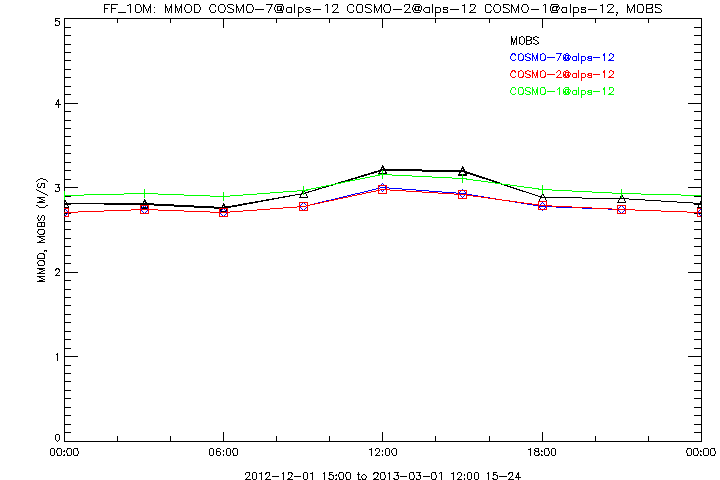 FF_10M: MMOD COSMO-7@alps-12 COSMO-2@alps-12 COSMO-1@alps-12, MOBS
MOBS
COSMO-7@alps-12
COSMO-2@alps-12
COSMO-1@alps-12
MMOD, MOBS (M/S)
5
4
3
2
1
0
00:00 06:00 12:00 18:00 00:00
2012-12-01 15:00 to 2013-03-01 12:00 15-24